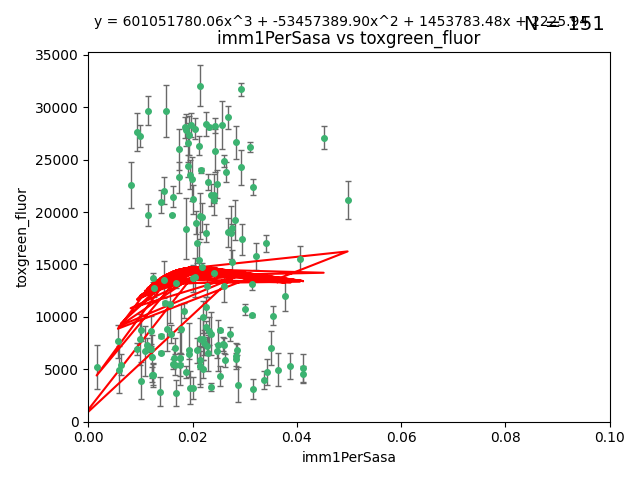 y = 601051780.06x^3 + -53457389.90x^2 + 1453783.48x + 2225.94
N = 151
imm1PerSasa vs toxgreen_fluor
35000
30000
25000
20000
15000
10000
5000
0
toxgreen_fluor
0.00 0.02 0.04 0.06 0.08 0.10
imm1PerSasa